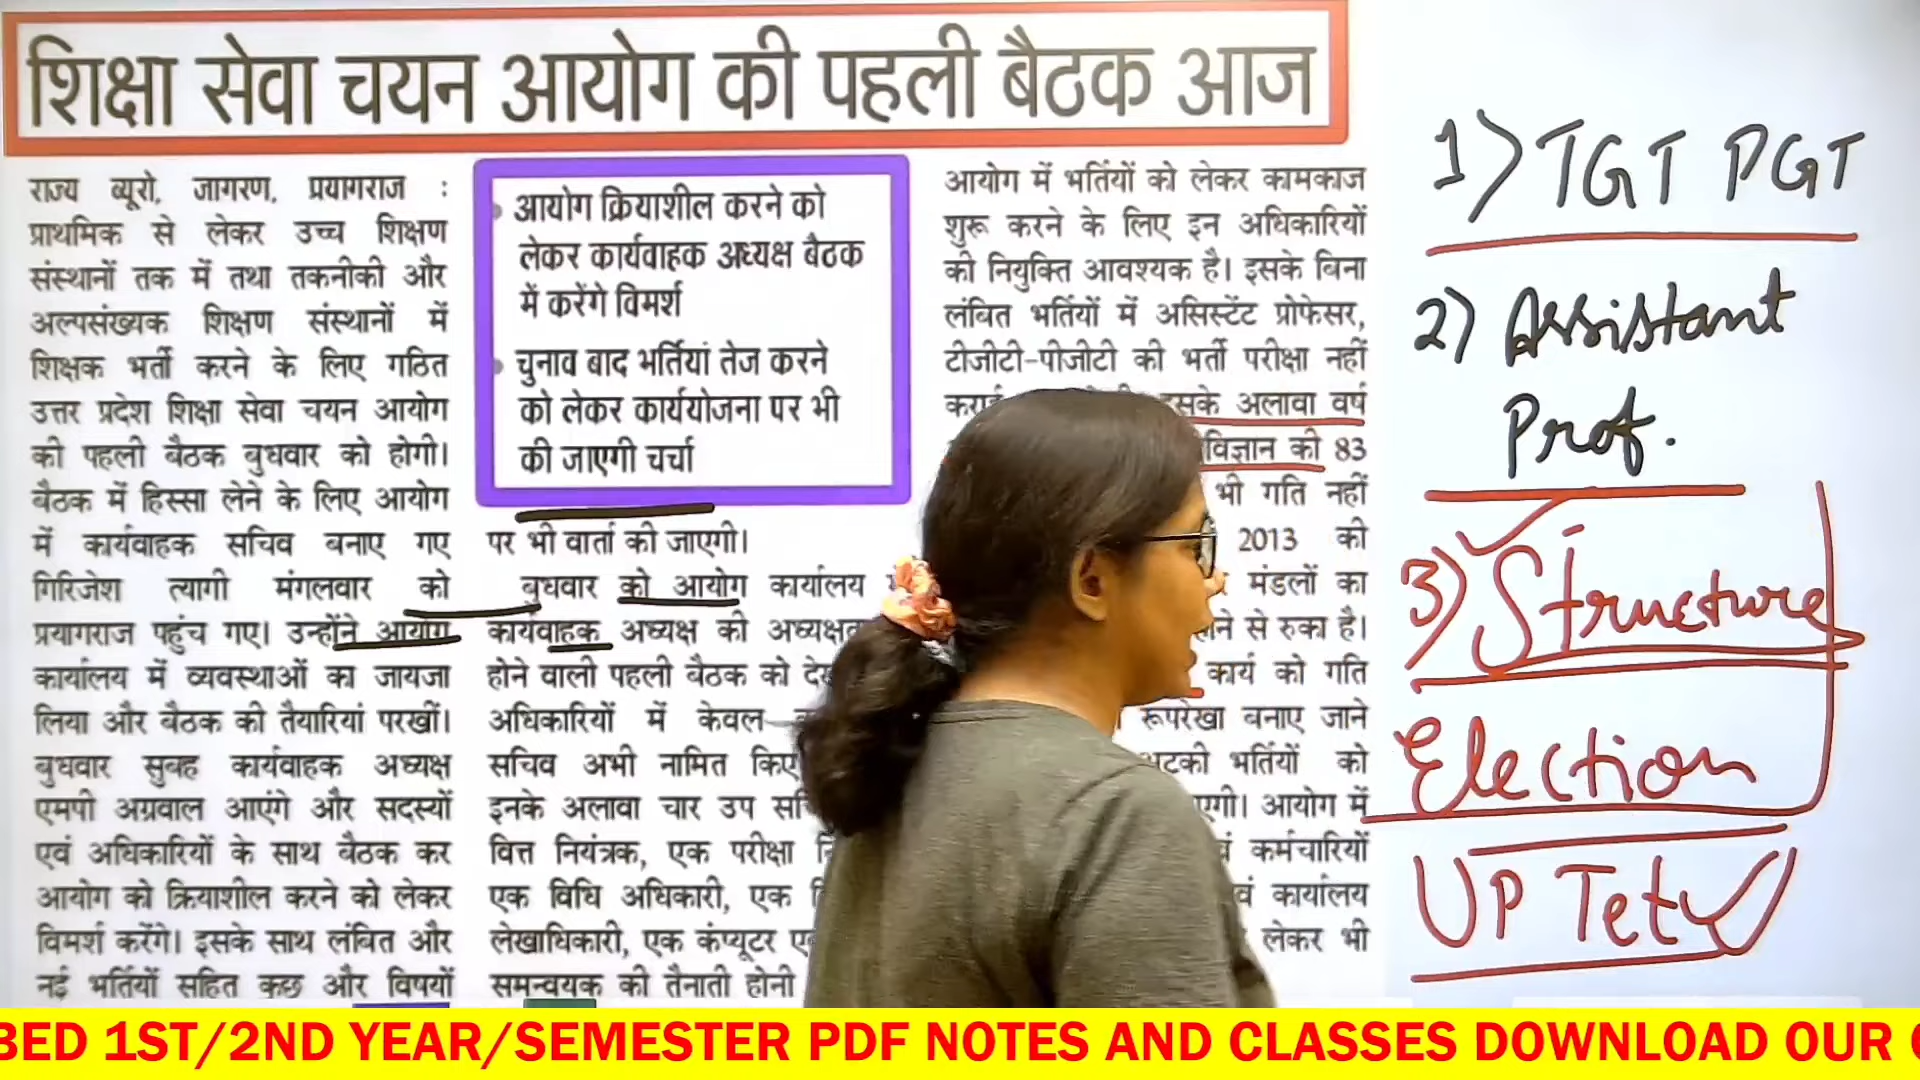 शिक्षा सेवा चयन आयोग की पहली बैठक आज
राज्य ब्यूरो, जागरण, प्रयागराज :
प्राथमिक से लेकर उच्च शिक्षण
संस्थानों तक में तथा तकनीकी और
अल्पसंख्यक शिक्षण संस्थानों में
शिक्षक भर्ती करने के लिए गठित
उत्तर प्रदेश शिक्षा सेवा चयन आयोग
की पहली बैठक बुधवार को होगी।
बैठक में हिस्सा लेने के लिए आयोग
में कार्यवाहक सचिव बनाए गए
गिरिजेश त्यागी मंगलवार को
प्रयागराज पहुंच गए। उन्होंने आयोग
कार्यालय में व्यवस्थाओं का जायजा
लिया और बैठक की तैयारियां परखीं।
बुधवार सुबह कार्यवाहक अध्यक्ष
एमपी अग्रवाल आएंगे और सदस्यों
एवं अधिकारियों के साथ बैठक कर
आयोग को क्रियाशील करने को लेकर
विमर्श करेंगे। इसके साथ लंबित और
नई भर्तियों सहित कुछ और विषयों
आयोग क्रियाशील करने को
लेकर कार्यवाहक अध्यक्ष बैठक
में करेंगे विमर्श
चुनाव बाद भर्तियां तेज करने
को लेकर कार्ययोजना पर भी
की जाएगी चर्चा
पर भी वार्ता की जाएगी।
बुधवार को आयोग कार्यालय
कार्यवाहक अध्यक्ष की
होने वाली पहली बैठक को
अधिकारियों में केवल
सचिव अभी नामित किए
इनके अलावा चार उप
वित्त नियंत्रक, एक परीक्षा
एक विधि अधिकारी, एक
लेखाधिकारी, एक कंप्यूटर
समन्वयक की तैनाती होनी
आयोग में भर्तियों को लेकर कामकाज
शुरू करने के लिए इन अधिकारियों
की नियुक्ति आवश्यक है। इसके बिना
लंबित भर्तियों में असिस्टेंट प्रोफेसर,
टीजीटी-पीजीटी की भर्ती परीक्षा नहीं
इसके अलावा वर्ष
विज्ञान की 83
भी गति नहीं
2013 की
मंडलों का
से रुका है।
कार्य को गति
रूपरेखा बनाए जाने
भर्तियों को
आयोग में
कर्मचारियों
कार्यालय
लेकर भी
1) TGT PGT
2) Assistant
Prof.
3) Structure
Election
UP Tet
BED 1ST/2ND YEAR/SEMESTER PDF NOTES AND CLASSES DOWNLOAD OUR